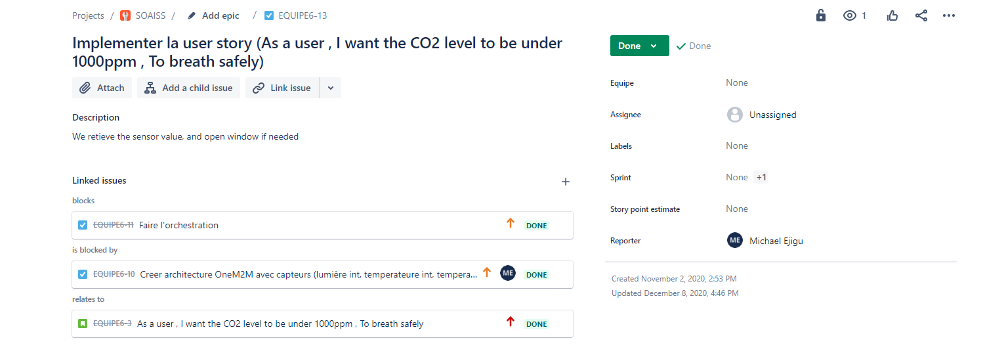 Projects / SOAISS / Add epic / EQUIPE6-13
1
Implementer la user story (As a user , I want the CO2 level to be under
1000ppm , To breath safely)
Attach
Add a child issue
Link issue
Description
We retieve the sensor value, and open window if needed
Linked issues
blocks
EQUIPE6-11 Faire l'orchestration DONE
is blocked by
EQUIPE6-10 Creer architecture OneM2M avec capteurs (lumière int, temperateure int, tempera... ME DONE
relates to
EQUIPE6-3 As a user , I want the CO2 level to be under 1000ppm , To breath safely DONE
Done Done
Equipe None
Assignee Unassigned
Labels None
Sprint None +1
Story point estimate None
Reporter ME Michael Ejigu
Created November 2, 2020, 2:53 PM
Updated December 8, 2020, 4:46 PM